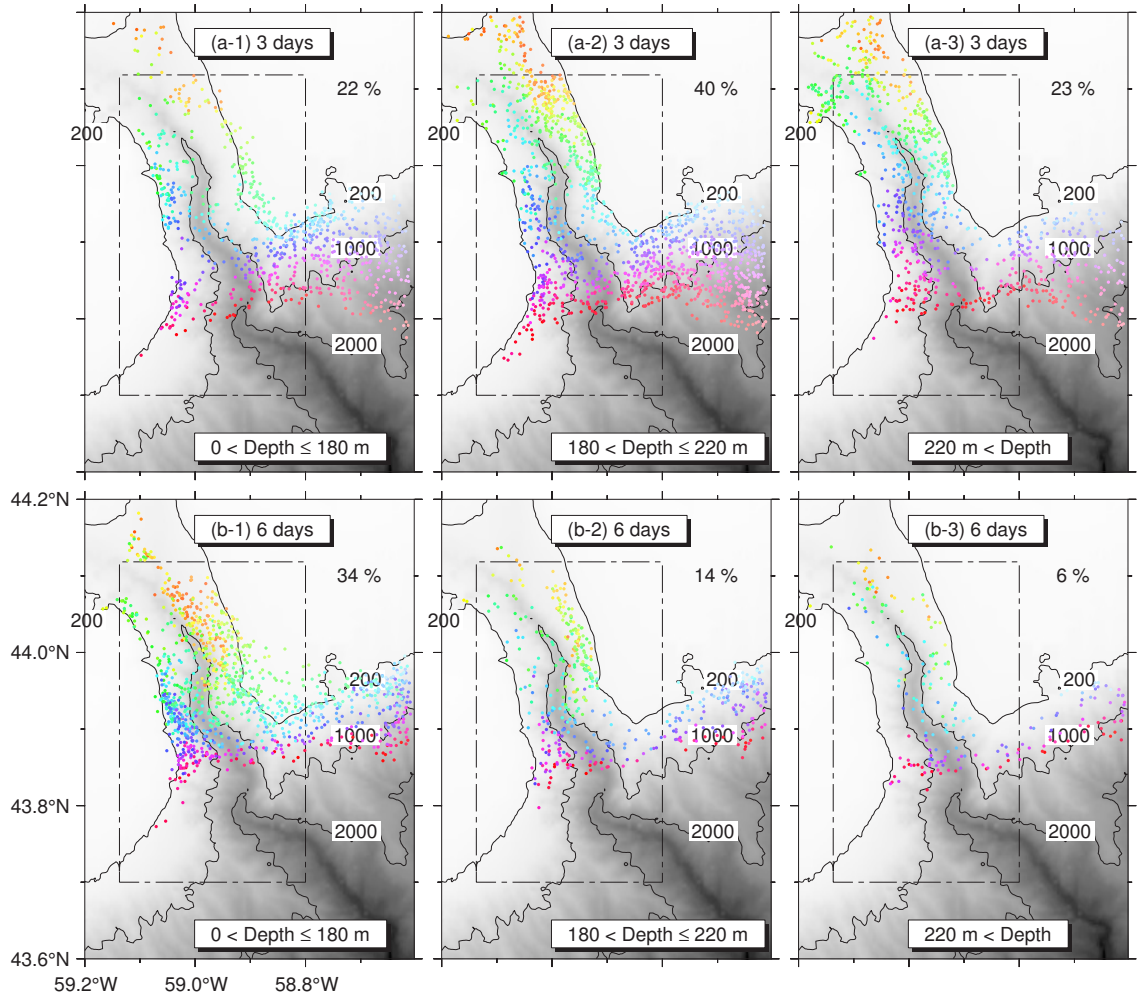 (a-1) 3 days
(a-2) 3 days
(a-3) 3 days
22 %
40 %
23 %
200
200
200
200
200
200
1000
1000
1000
2000
2000
2000
0 < Depth ≤ 180 m
180 < Depth ≤ 220 m
220 m < Depth
44.2°N
(b-1) 6 days
(b-2) 6 days
(b-3) 6 days
34 %
14 %
6 %
200
200
200
44.0°N
200
200
200
1000
1000
1000
43.8°N
2000
2000
2000
0 < Depth ≤ 180 m
180 < Depth ≤ 220 m
220 m < Depth
43.6°N
59.2°W
59.0°W
58.8°W